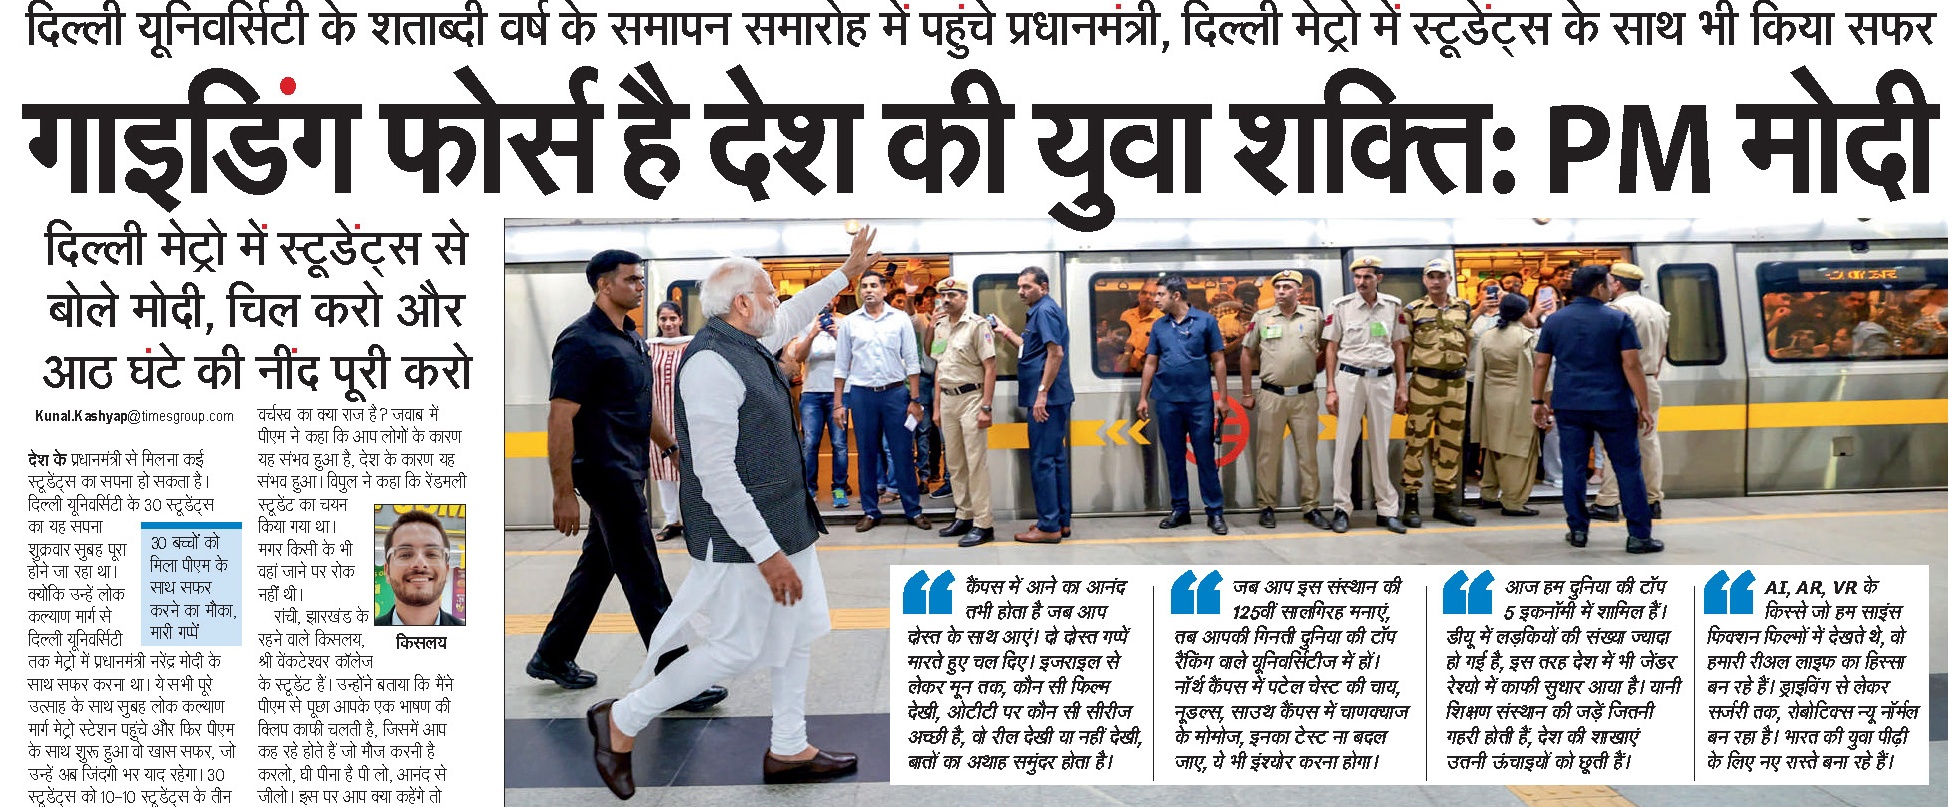 दिल्ली यूनिवर्सिटी के शताब्दी वर्ष के समापन समारोह में पहुंचे प्रधानमंत्री, दिल्ली मेट्रो में स्टूडेंट्स के साथ भी किया सफर
गाइडिंग फोर्स है देश की युवा शक्ति: PM मोदी
दिल्ली मेट्रो में स्टूडेंट्स से
बोले मोदी, चिल करो और
आठ घंटे की नींद पूरी करो
Kunal.Kashyap@timesgroup.com
देश के प्रधानमंत्री से मिलना कई
स्टूडेंट्स का सपना हो सकता है।
दिल्ली यूनिवर्सिटी के 30 स्टूडेंट्स
का यह सपना
शुक्रवार सुबह पूरा
होने जा रहा था।
क्योंकि उन्हें लोक
कल्याण मार्ग से
दिल्ली यूनिवर्सिटी
तक मेट्रो में प्रधानमंत्री नरेंद्र मोदी के
साथ सफर करना था। ये सभी पूरे
उत्साह के साथ सुबह लोक कल्याण
मार्ग मेट्रो स्टेशन पहुंचे और फिर पीएम
के साथ शुरू हुआ वो खास सफर, जो
उन्हें अब जिंदगी भर याद रहेगा। 30
स्टूडेंट्स को 10-10 स्टूडेंट्स के तीन
30 बच्चों को
मिला पीएम के
साथ सफर
करने का मौका,
मारी गप्पें
वर्चस्व का क्या राज है? जवाब में
पीएम ने कहा कि आप लोगों के कारण
यह संभव हुआ है, देश के कारण यह
संभव हुआ। विपुल ने कहा कि रेंडमली
स्टूडेंट का चयन
किया गया था।
मगर किसी के भी
वहां जाने पर रोक
नहीं थी।
रांची, झारखंड के
रहने वाले किसलय,
श्री वेंकटेश्वर कॉलेज
के स्टूडेंट हैं। उन्होंने बताया कि मैंने
पीएम से पूछा आपके एक भाषण की
क्लिप काफी चलती है, जिसमें आप
कह रहे होते हैं जो मौज करनी है
करलो, घी पीना है पी लो, आनंद से
जीलो। इस पर आप क्या कहेंगे तो
किसलय
कैंपस में आने का आनंद
तभी होता है जब आप
दोस्त के साथ आएं। दो दोस्त गप्पें
मारते हुए चल दिए। इजराइल से
लेकर मून तक, कौन सी फिल्म
देखी, ओटीटी पर कौन सी सीरीज
अच्छी है, वो रील देखी या नहीं देखी,
बातों का अथाह समुंदर होता है।
जब आप इस संस्थान की
125वीं सालगिरह मनाएं,
तब आपकी गिनती दुनिया की टॉप
रैंकिंग वाले यूनिवर्सिटीज में हों।
नॉर्थ कैंपस में पटेल चेस्ट की चाय,
नूडल्स, साउथ कैंपस में चाणक्याज
के मोमोज, इनका टेस्ट ना बदल
जाए, ये भी इंश्योर करना होगा।
आज हम दुनिया की टॉप
5 इकनॉमी में शामिल हैं।
डीयू में लड़कियों की संख्या ज्यादा
हो गई है, इस तरह देश में भी जेंडर
रेश्यो में काफी सुधार आया है। यानी
शिक्षण संस्थान की जड़ें जितनी
गहरी होती हैं, देश की शाखाएं
उतनी ऊंचाइयों को छूती हैं।
AI, AR, VR के
किस्से जो हम साइंस
फिक्शन फिल्मों में देखते थे, वो
हमारी रीअल लाइफ का हिस्सा
बन रहे हैं। ड्राइविंग से लेकर
सर्जरी तक, रोबोटिक्स न्यू नॉर्मल
बन रहा है। भारत की युवा पीढ़ी
के लिए नए रास्ते बना रहे हैं।